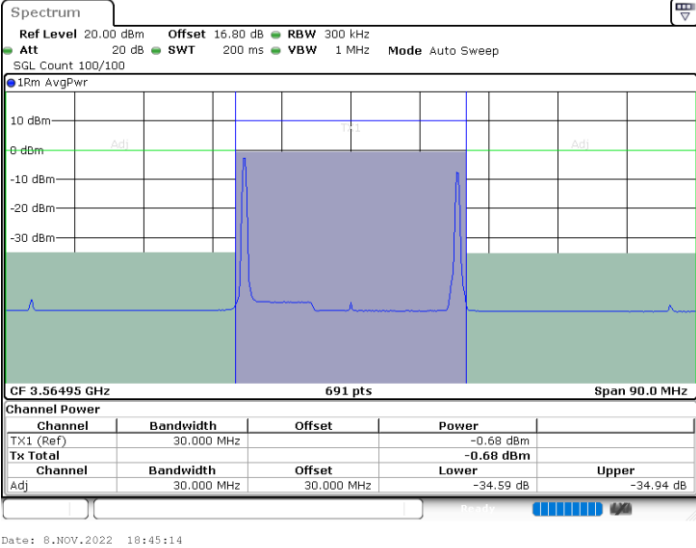 Spectrum
Ref Level 20.00 dBm Offset 16.80 dB RBW 300 kHz
Att 20 dB SWT 200 ms VBW 1 MHz Mode Auto Sweep
SGL Count 100/100
1Rm AvgPwr
10 dBm
TX1
Adj
Adj
0 dBm
-10 dBm
-20 dBm
-30 dBm
CF 3.56495 GHz 691 pts Span 90.0 MHz
Channel Power
Channel Bandwidth Offset Power
TX1 (Ref) 30.000 MHz -0.68 dBm
Tx Total -0.68 dBm
Channel Bandwidth Offset Lower Upper
Adj 30.000 MHz 30.000 MHz -34.59 dB -34.94 dB
Ready
Date: 8.NOV.2022 18:45:14